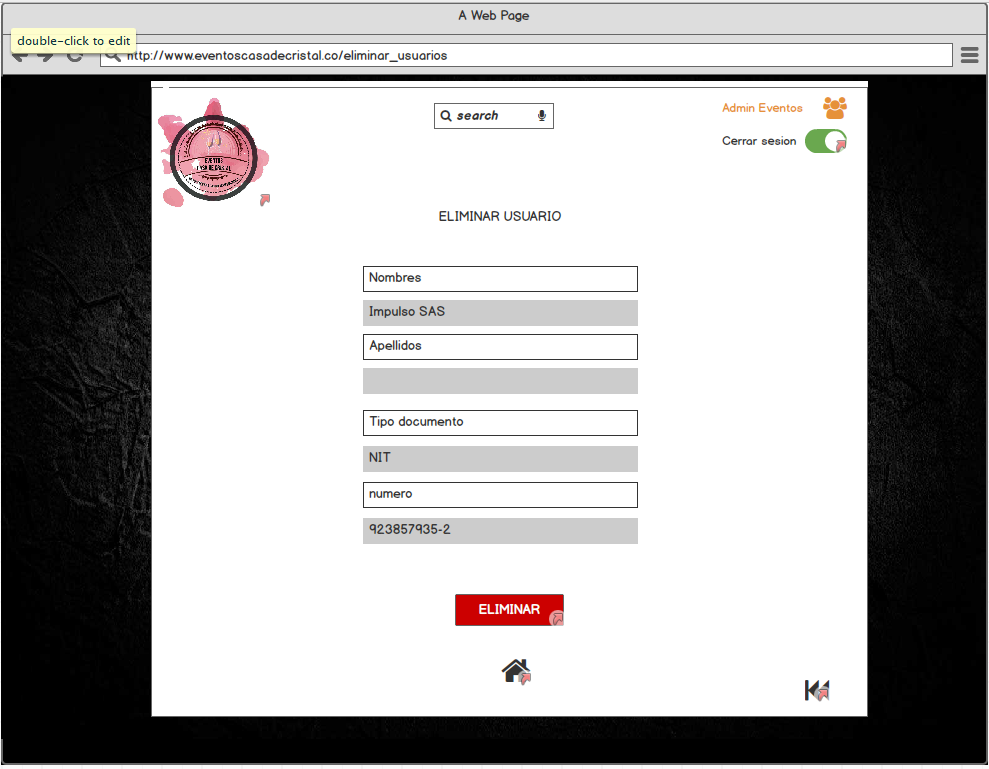 A Web Page
double-click to edit
http://www.eventoscasadecristal.co/eliminar_usuarios
search
Admin Eventos
Cerrar sesion
EVENTOS
ELIMINAR USUARIO
Nombres
Impulso SAS
Apellidos
Tipo documento
NIT
numero
923857935-2
ELIMINAR